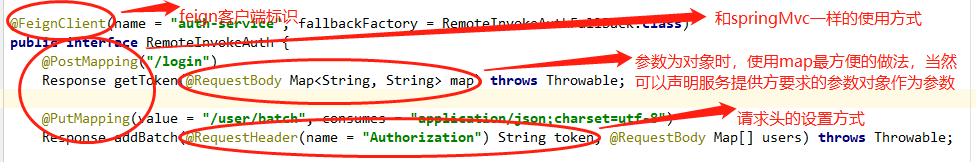 @FeignClient(name = "auth-service", fallbackFactory = RemoteInvokeAuthFallBack.class)
feign客户端标识
public interface RemoteInvokeAuth {
和springMvc一样的使用方式
@PostMapping("/login")
Response getToken(@RequestBody Map<String, String> map) throws Throwable;
参数为对象时，使用map最方便的做法，当然
可以声明服务提供方要求的参数对象作为参数
@PutMapping(value = "/user/batch", consumes = "application/json;charset=utf-8")
请求头的设置方式
Response addBatch(@RequestHeader(name = "Authorization") String token, @RequestBody Map[] users) throws Throwable;